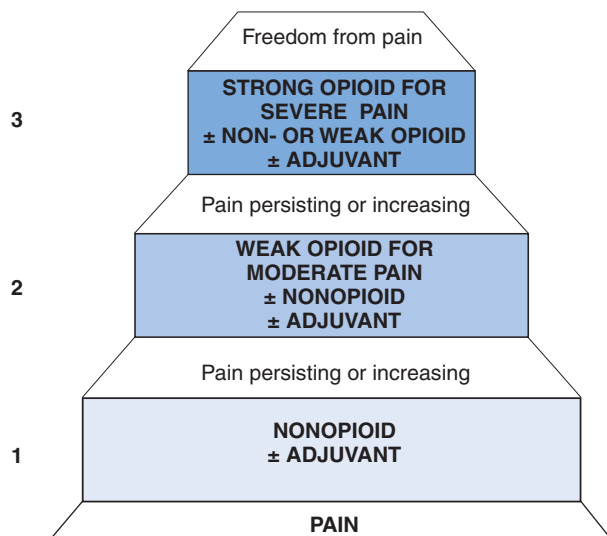 Freedom from pain
3
STRONG OPIOID FOR
SEVERE PAIN
± NON- OR WEAK OPIOID
± ADJUVANT
Pain persisting or increasing
2
WEAK OPIOID FOR
MODERATE PAIN
± NONOPIOID
± ADJUVANT
Pain persisting or increasing
1
NONOPIOID
± ADJUVANT
PAIN